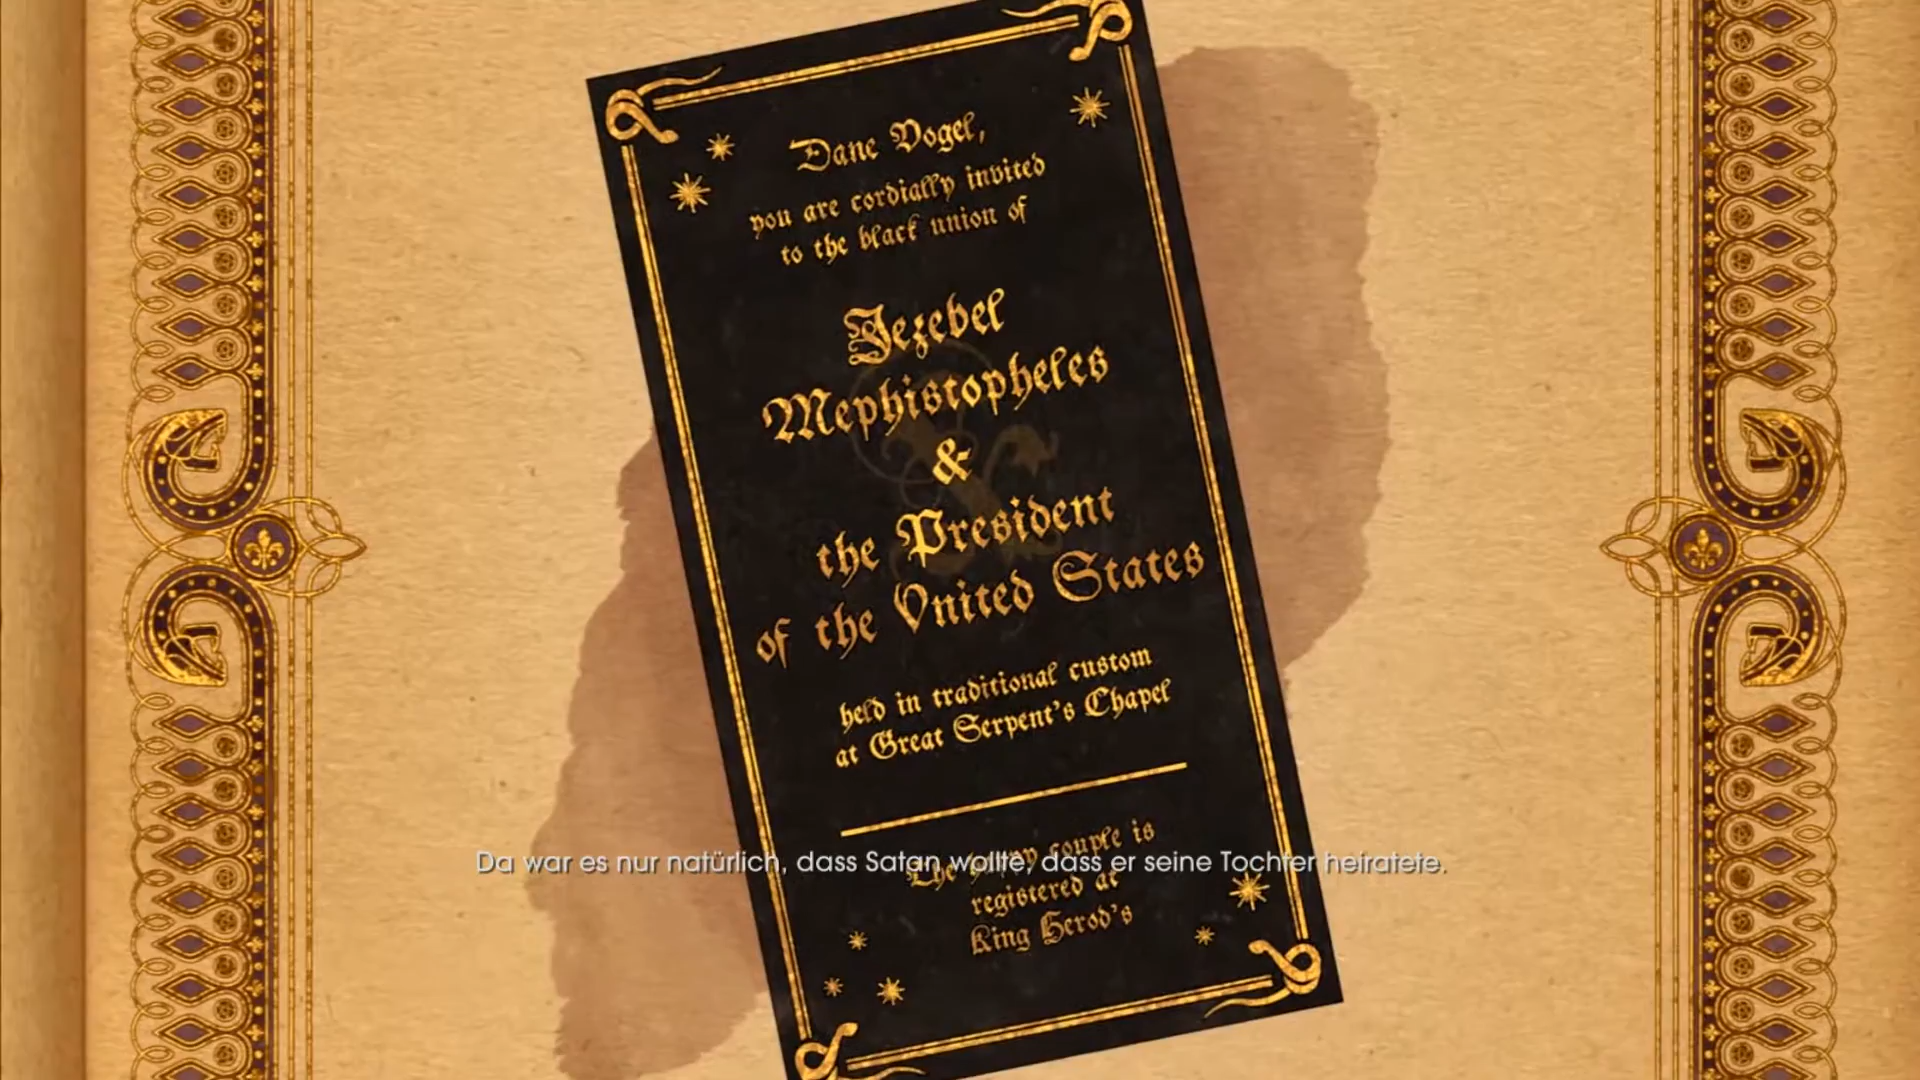 Dane Vogel,
you are cordially invited
to the black union of
Jezebel
Mephistopheles
&
the President
of the United States
held in traditional custom
at Great Serpent's Chapel
The happy couple is
Da war es nur natürlich, dass Satan wollte, dass er seine Tochter heiratete.
registered at
King Herod's